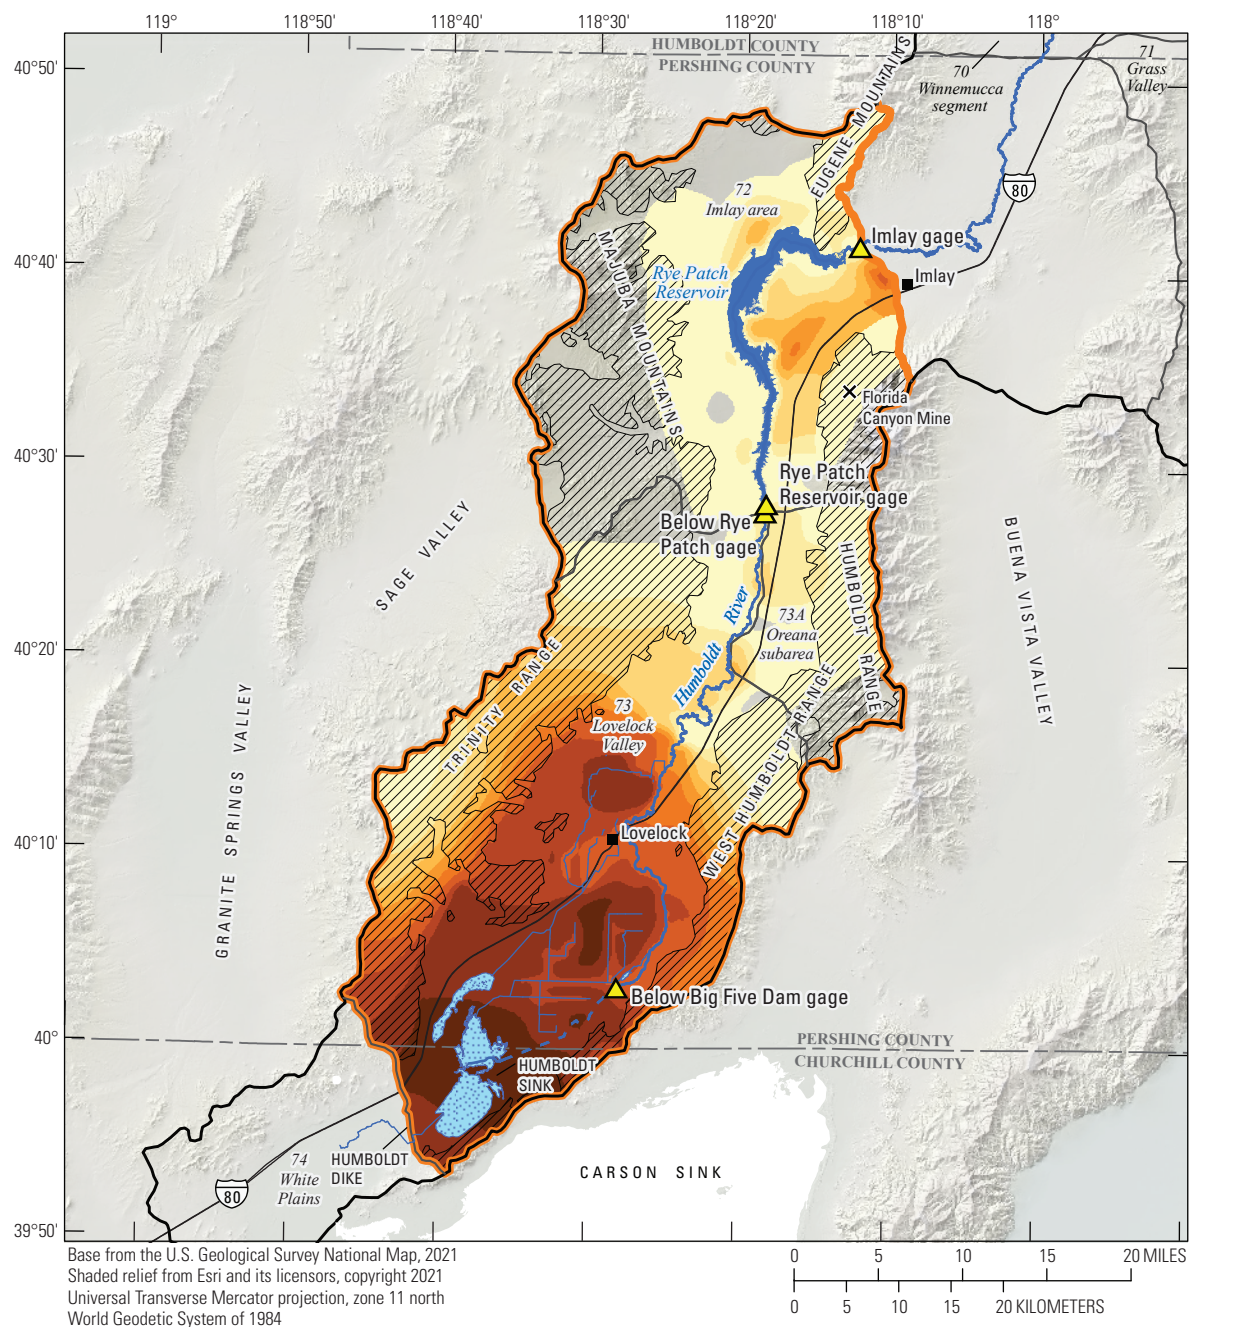 119°
118°50'
118°40'
118°30'
118°20'
118°10'
118°
40°50'
40°40'
40°30'
40°20'
40°10'
40°
39°50'
HUMBOLDT COUNTY
PERSHING COUNTY
EUGENE MOUNTAINS
70
Winnemucca
segment
71
Grass
Valley
80
72
Imlay area
Imlay gage
Imlay
Rye Patch
Reservoir
MAJUBA MOUNTAINS
Florida
Canyon Mine
Rye Patch
Reservoir gage
Below Rye
Patch gage
SAGE VALLEY
HUMBOLDT RANGE
BUENA VISTA VALLEY
Humboldt River
73A
Oreana
subarea
TRINITY RANGE
73
Lovelock
Valley
WEST HUMBOLDT RANGE
GRANITE SPRINGS VALLEY
Lovelock
Below Big Five Dam gage
PERSHING COUNTY
CHURCHILL COUNTY
HUMBOLDT
SINK
HUMBOLDT
DIKE
74
White
Plains
80
CARSON SINK
Base from the U.S. Geological Survey National Map, 2021
Shaded relief from Esri and its licensors, copyright 2021
Universal Transverse Mercator projection, zone 11 north
World Geodetic System of 1984
0 5 10 15 20 MILES
0 5 10 15 20 KILOMETERS